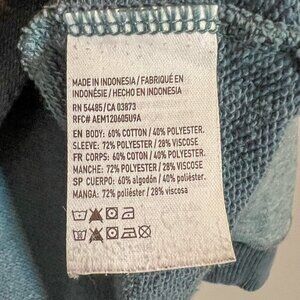 MADE IN INDONESIA / FABRIQUÉ EN
INDONÉSIE / HECHO EN INDONESIA
RN 54485/CA 03873
RFC# AEM120605U9A
EN BODY: 60% COTTON / 40% POLYESTER.
SLEEVE: 72% POLYESTER / 28% VISCOSE
FR CORPS: 60% COTON / 40% POLYESTER.
MANCHE: 72% POLYESTER / 28% VISCOSE
SP CUERPO: 60% algodón / 40% poliéster.
MANGA: 72% poliéster / 28% viscosa